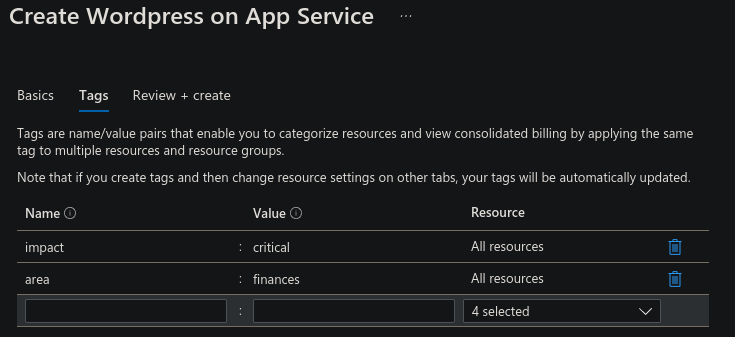 Create Wordpress on App Service ...
Basics Tags Review + create
Tags are name/value pairs that enable you to categorize resources and view consolidated billing by applying the same
tag to multiple resources and resource groups.
Note that if you create tags and then change resource settings on other tabs, your tags will be automatically updated.
Name Value Resource
impact : critical All resources
area : finances All resources
: 4 selected